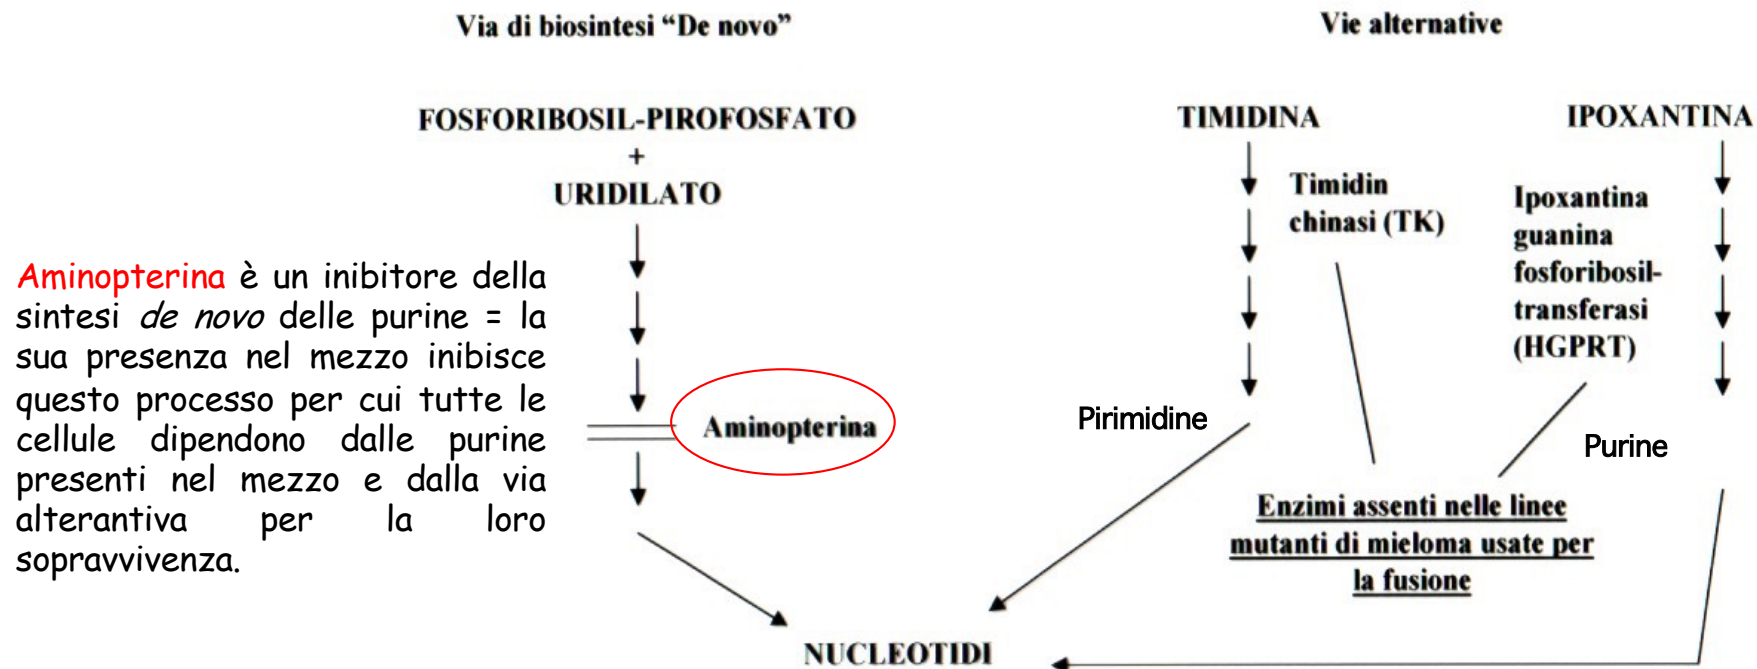 Via di biosintesi “De novo”
Vie alternative
FOSFORIBOSIL-PIROFOSFATO
+
URIDILATO
TIMIDINA
IPOXANTINA
Timidin
chinasi (TK)
Ipoxantina
guanina
fosforibosil-
transferasi
(HGPRT)
Aminopterina è un inibitore della
sintesi de novo delle purine = la
sua presenza nel mezzo inibisce
questo processo per cui tutte le
cellule dipendono dalle purine
presenti nel mezzo e dalla via
alterantiva per la loro
sopravvivenza.
Aminopterina
Pirimidine
Purine
Enzimi assenti nelle linee
mutanti di mieloma usate per
la fusione
NUCLEOTIDI